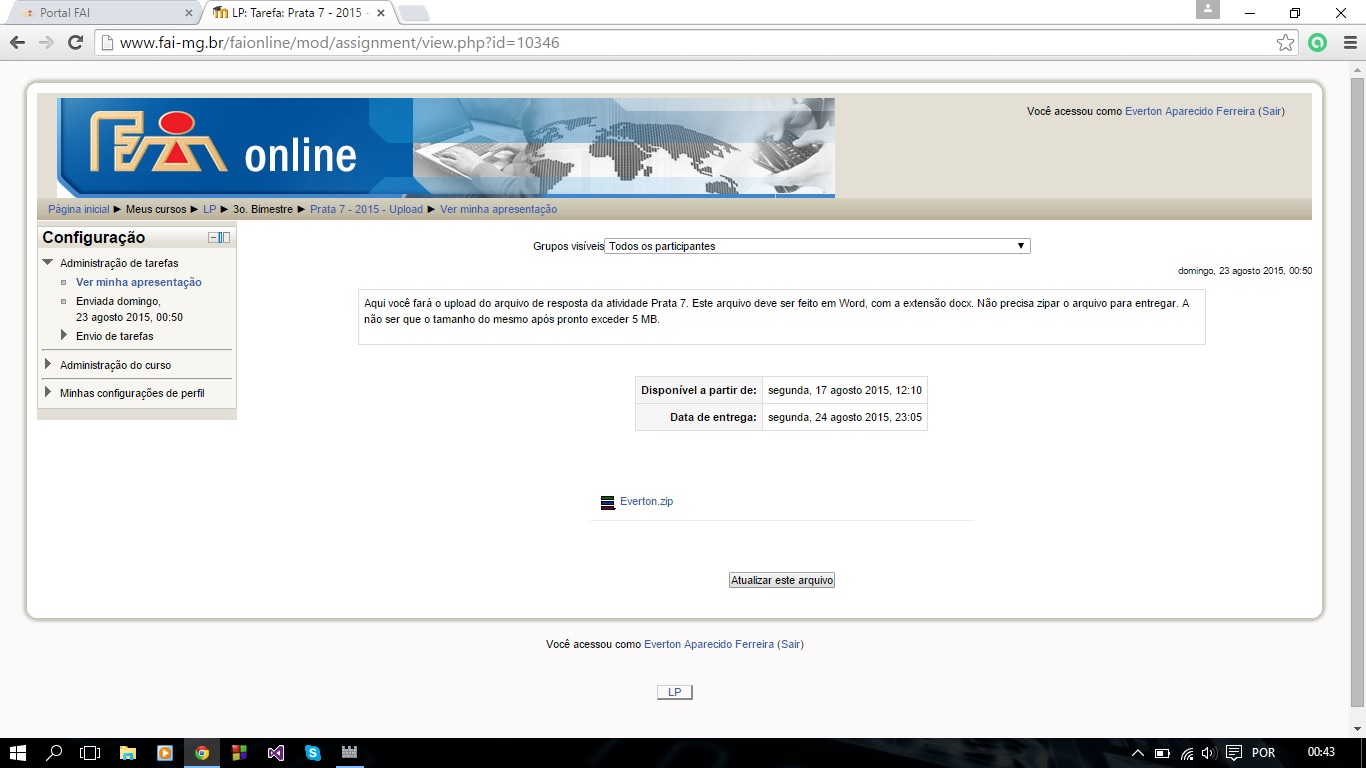 Portal FAI
LP: Tarefa: Prata 7 - 2015 -
www.fai-mg.br/faionline/mod/assignment/view.php?id=10346
FAI online
Você acessou como Everton Aparecido Ferreira (Sair)
Página inicial ► Meus cursos ► LP ► 3o. Bimestre ► Prata 7 - 2015 - Upload ► Ver minha apresentação
Configuração
Administração de tarefas
Ver minha apresentação
Enviada domingo,
23 agosto 2015, 00:50
Envio de tarefas
Administração do curso
Minhas configurações de perfil
Grupos visíveis Todos os participantes
domingo, 23 agosto 2015, 00:50
Aqui você fará o upload do arquivo de resposta da atividade Prata 7. Este arquivo deve ser feito em Word, com a extensão docx. Não precisa zipar o arquivo para entregar. A
não ser que o tamanho do mesmo após pronto exceder 5 MB.
Disponível a partir de: segunda, 17 agosto 2015, 12:10
Data de entrega: segunda, 24 agosto 2015, 23:05
Everton.zip
Atualizar este arquivo
Você acessou como Everton Aparecido Ferreira (Sair)
LP
POR
00:43